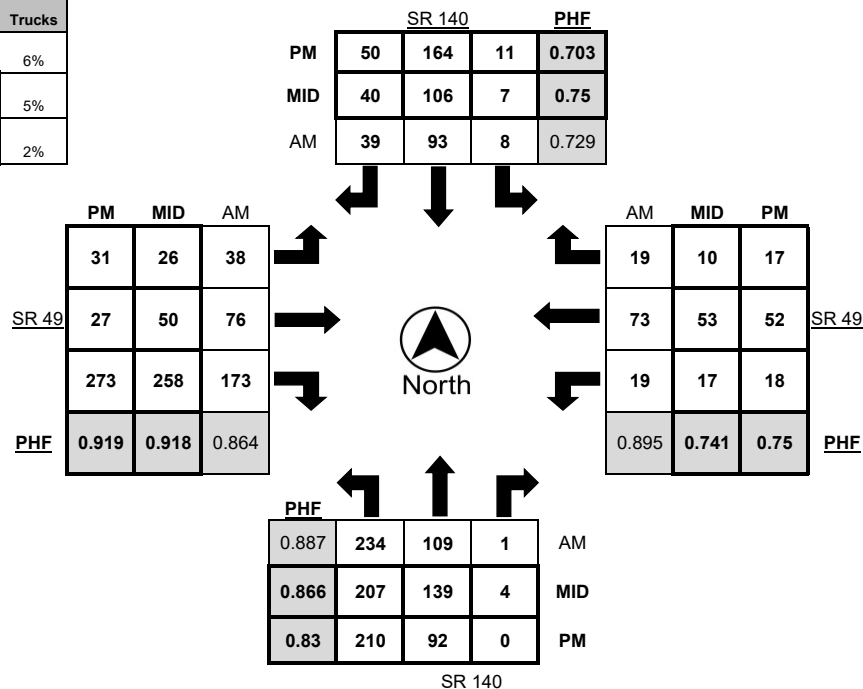 Trucks
6%
5%
2%
SR 140 PHF
PM 50 164 11 0.703
MID 40 106 7 0.75
AM 39 93 8 0.729
PM MID AM
31 26 38
SR 49 27 50 76
273 258 173
PHF 0.919 0.918 0.864
North
AM MID PM
19 10 17
73 53 52 SR 49
19 17 18
0.895 0.741 0.75 PHF
PHF
0.887 234 109 1 AM
0.866 207 139 4 MID
0.83 210 92 0 PM
SR 140